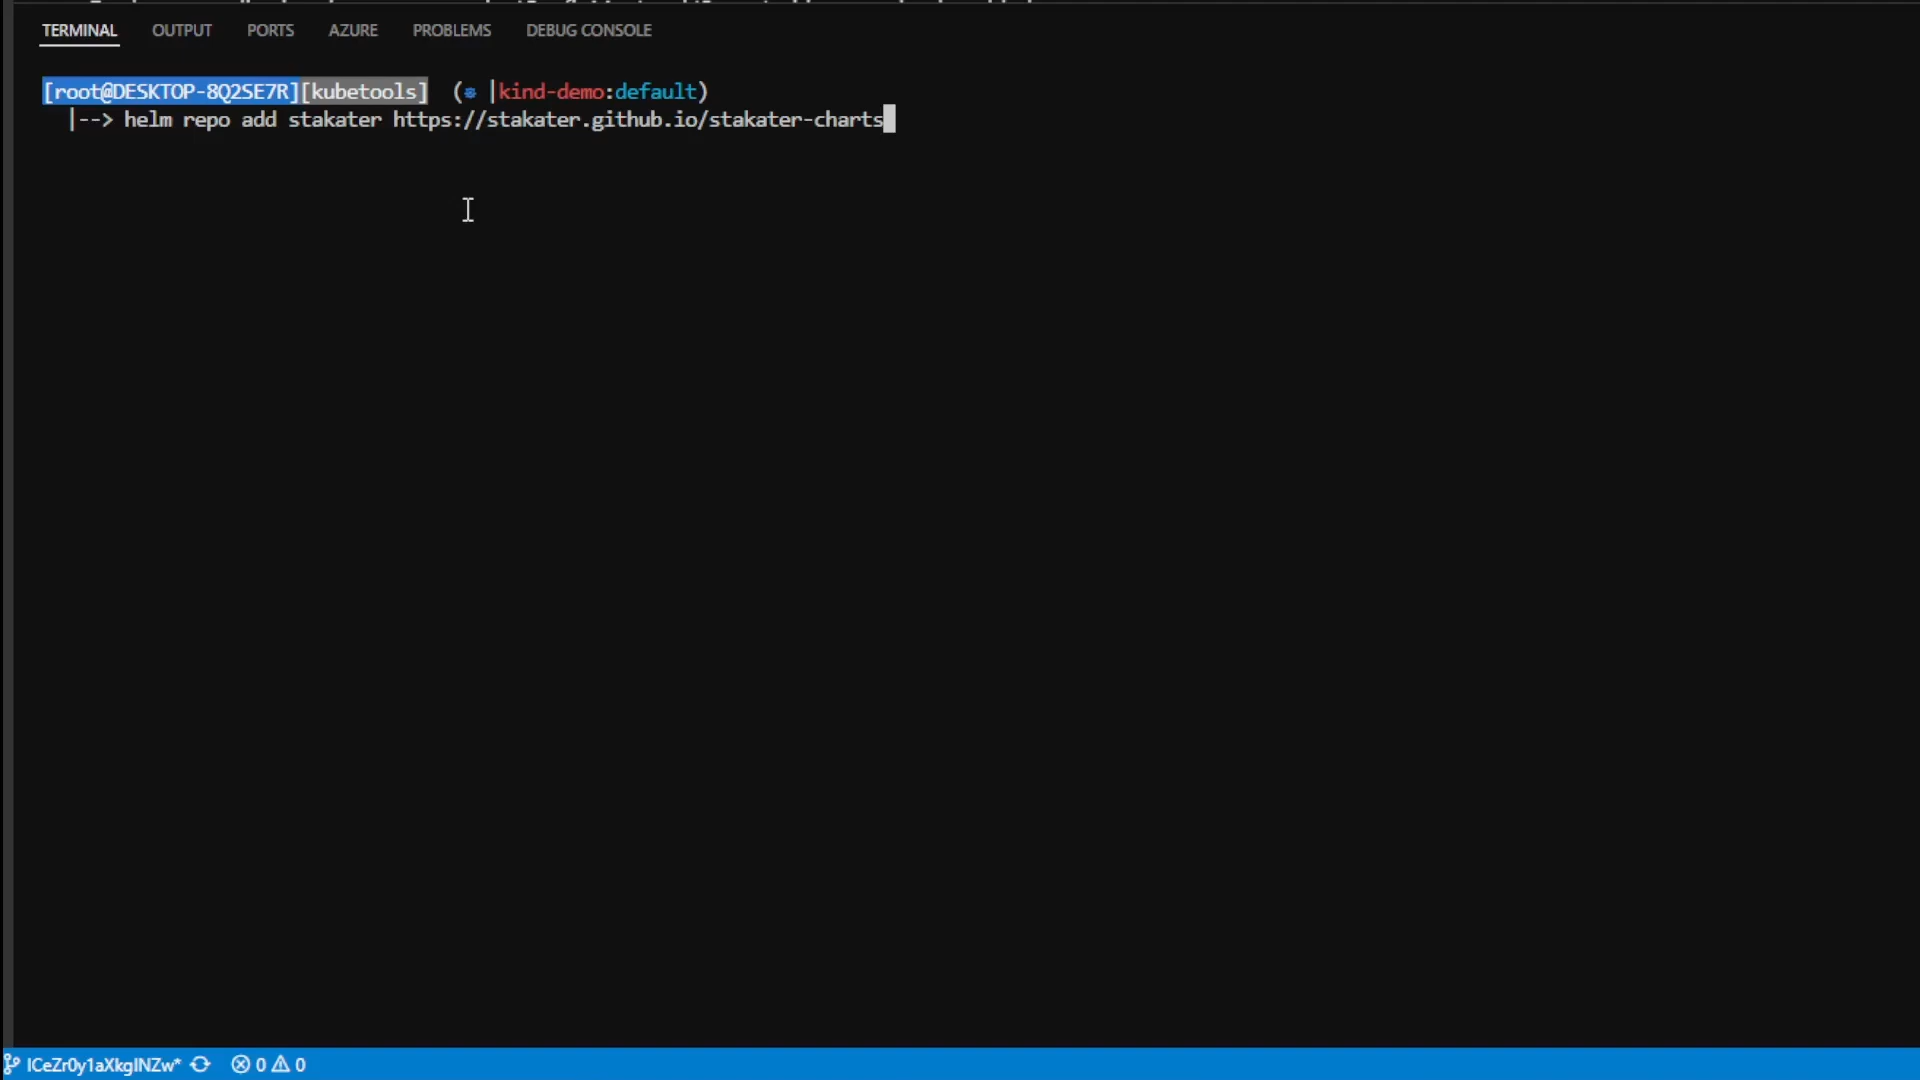 TERMINAL OUTPUT PORTS AZURE PROBLEMS DEBUG CONSOLE
[root@DESKTOP-8Q2SE7R][kubetools] (⎈ |kind-demo:default)
|--> helm repo add stakater https://stakater.github.io/stakater-charts
0 0